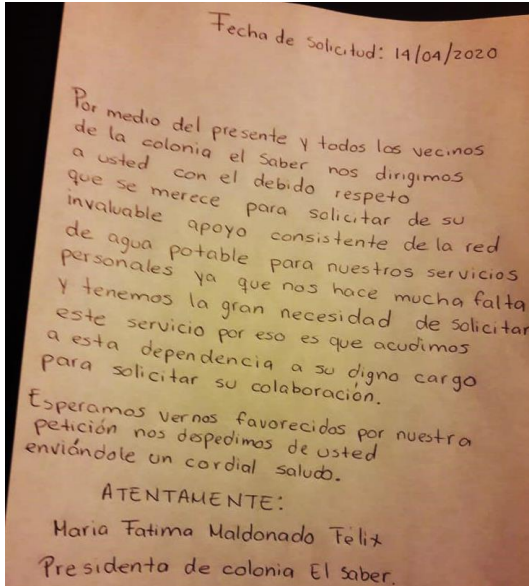 Fecha de solicitud: 14/04/2020
Por medio del presente y todos los vecinos
de la colonia el saber nos dirigimos
a usted con el debido respeto
que se merece para solicitar de su
invaluable apoyo consistente de la red
de agua potable para nuestros servicios
personales ya que nos hace mucha falta
y tenemos la gran necesidad de solicitar
este servicio por eso es que acudimos
a esta dependencia a su digno cargo
para solicitar su colaboración.
Esperamos vernos favorecidos por nuestra
petición nos despedimos de usted
enviándole un cordial saludo.
ATENTAMENTE:
Maria Fatima Maldonado Felix
Presidenta de colonia El saber.